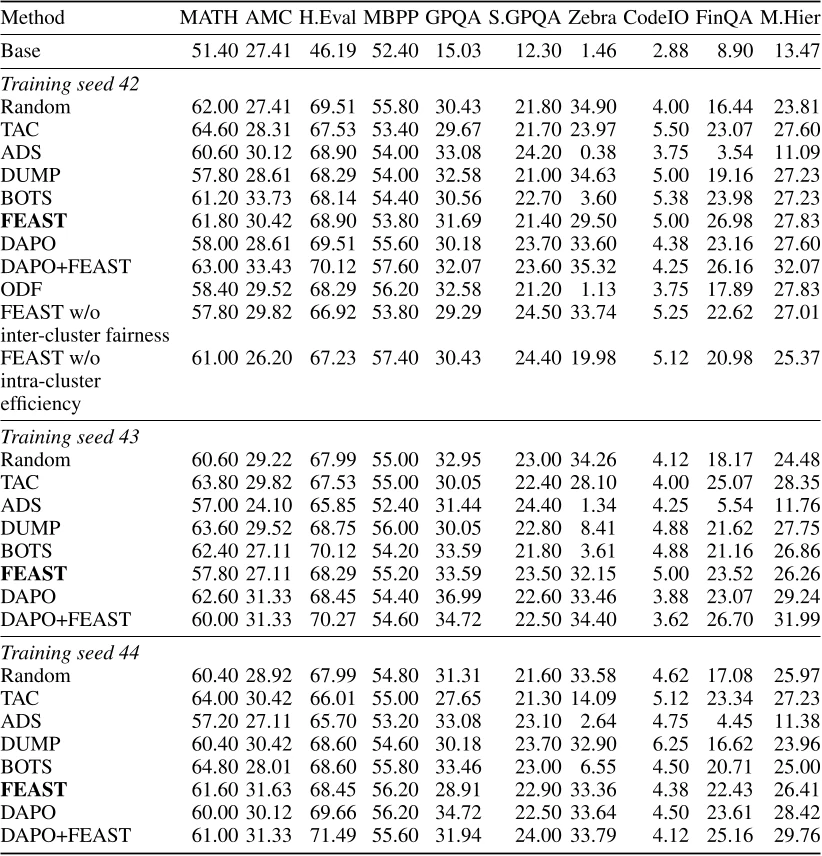 Method MATH AMC H.Eval MBPP GPQA S.GPQA Zebra CodeIO FinQA M.Hier
Base 51.40 27.41 46.19 52.40 15.03 12.30 1.46 2.88 8.90 13.47
Training seed 42
Random 62.00 27.41 69.51 55.80 30.43 21.80 34.90 4.00 16.44 23.81
TAC 64.60 28.31 67.53 53.40 29.67 21.70 23.97 5.50 23.07 27.60
ADS 60.60 30.12 68.90 54.00 33.08 24.20 0.38 3.75 3.54 11.09
DUMP 57.80 28.61 68.29 54.00 32.58 21.00 34.63 5.00 19.16 27.23
BOTS 61.20 33.73 68.14 54.40 30.56 22.70 3.60 5.38 23.98 27.23
FEAST 61.80 30.42 68.90 53.80 31.69 21.40 29.50 5.00 26.98 27.83
DAPO 58.00 28.61 69.51 55.60 30.18 23.70 33.60 4.38 23.16 27.60
DAPO+FEAST 63.00 33.43 70.12 57.60 32.07 23.60 35.32 4.25 26.16 32.07
ODF 58.40 29.52 68.29 56.20 32.58 21.20 1.13 3.75 17.89 27.83
FEAST w/o 57.80 29.82 66.92 53.80 29.29 24.50 33.74 5.25 22.62 27.01
inter-cluster fairness
FEAST w/o 61.00 26.20 67.23 57.40 30.43 24.40 19.98 5.12 20.98 25.37
intra-cluster
efficiency
Training seed 43
Random 60.60 29.22 67.99 55.00 32.95 23.00 34.26 4.12 18.17 24.48
TAC 63.80 29.82 67.53 55.00 30.05 22.40 28.10 4.00 25.07 28.35
ADS 57.00 24.10 65.85 52.40 31.44 24.40 1.34 4.25 5.54 11.76
DUMP 63.60 29.52 68.75 56.00 30.05 22.80 8.41 4.88 21.62 27.75
BOTS 62.40 27.11 70.12 54.20 33.59 21.80 3.61 4.88 21.16 26.86
FEAST 57.80 27.11 68.29 55.20 33.59 23.50 32.15 5.00 23.52 26.26
DAPO 62.60 31.33 68.45 54.40 36.99 22.60 33.46 3.88 23.07 29.24
DAPO+FEAST 60.00 31.33 70.27 54.60 34.72 22.50 34.40 3.62 26.70 31.99
Training seed 44
Random 60.40 28.92 67.99 54.80 31.31 21.60 33.58 4.62 17.08 25.97
TAC 64.00 30.42 66.01 55.00 27.65 21.30 14.09 5.12 23.34 27.23
ADS 57.20 27.11 65.70 53.20 33.08 23.10 2.64 4.75 4.45 11.38
DUMP 60.40 30.42 68.60 54.60 30.18 23.70 32.90 6.25 16.62 23.96
BOTS 64.80 28.01 68.60 55.80 33.46 23.00 6.55 4.50 20.71 25.00
FEAST 61.60 31.63 68.45 56.20 28.91 22.90 33.36 4.38 22.43 26.41
DAPO 60.00 30.12 69.66 56.20 34.72 22.50 33.64 4.50 23.61 28.42
DAPO+FEAST 61.00 31.33 71.49 55.60 31.94 24.00 33.79 4.12 25.16 29.76